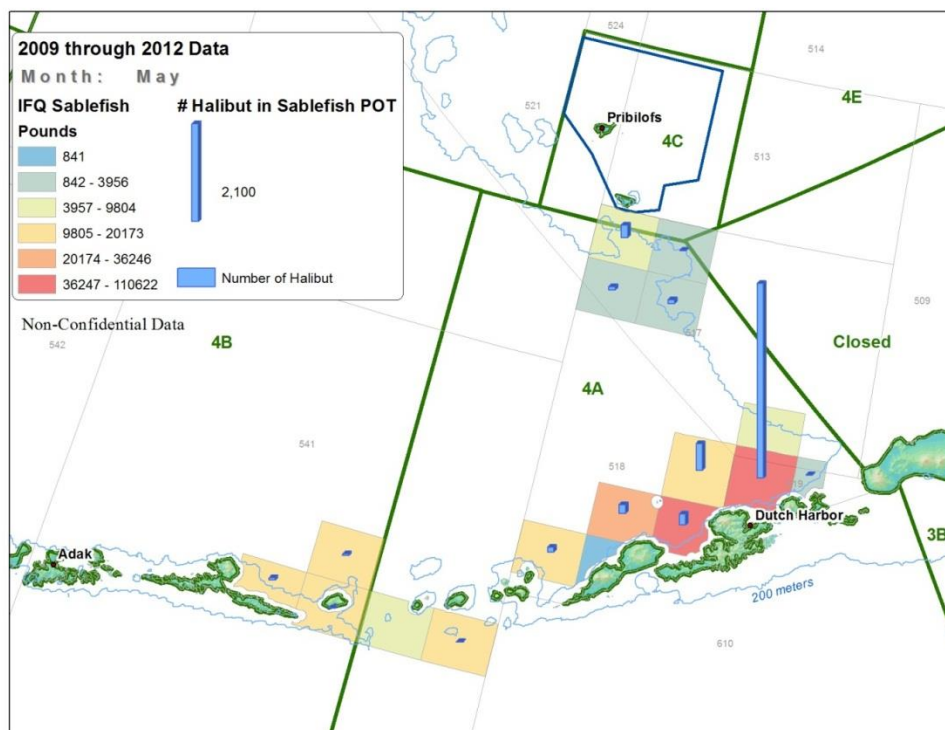 2009 through 2012 Data
Month: May
IFQ Sablefish
Pounds
841
842 - 3956
3957 - 9804
9805 - 20173
20174 - 36246
36247 - 110622
# Halibut in Sablefish POT
2,100
Number of Halibut
Non-Confidential Data
524
514
521
4E
Pribilofs
4C
513
509
517
542
4B
Closed
4A
541
518
19
Dutch Harbor
3B
Adak
200 meters
610